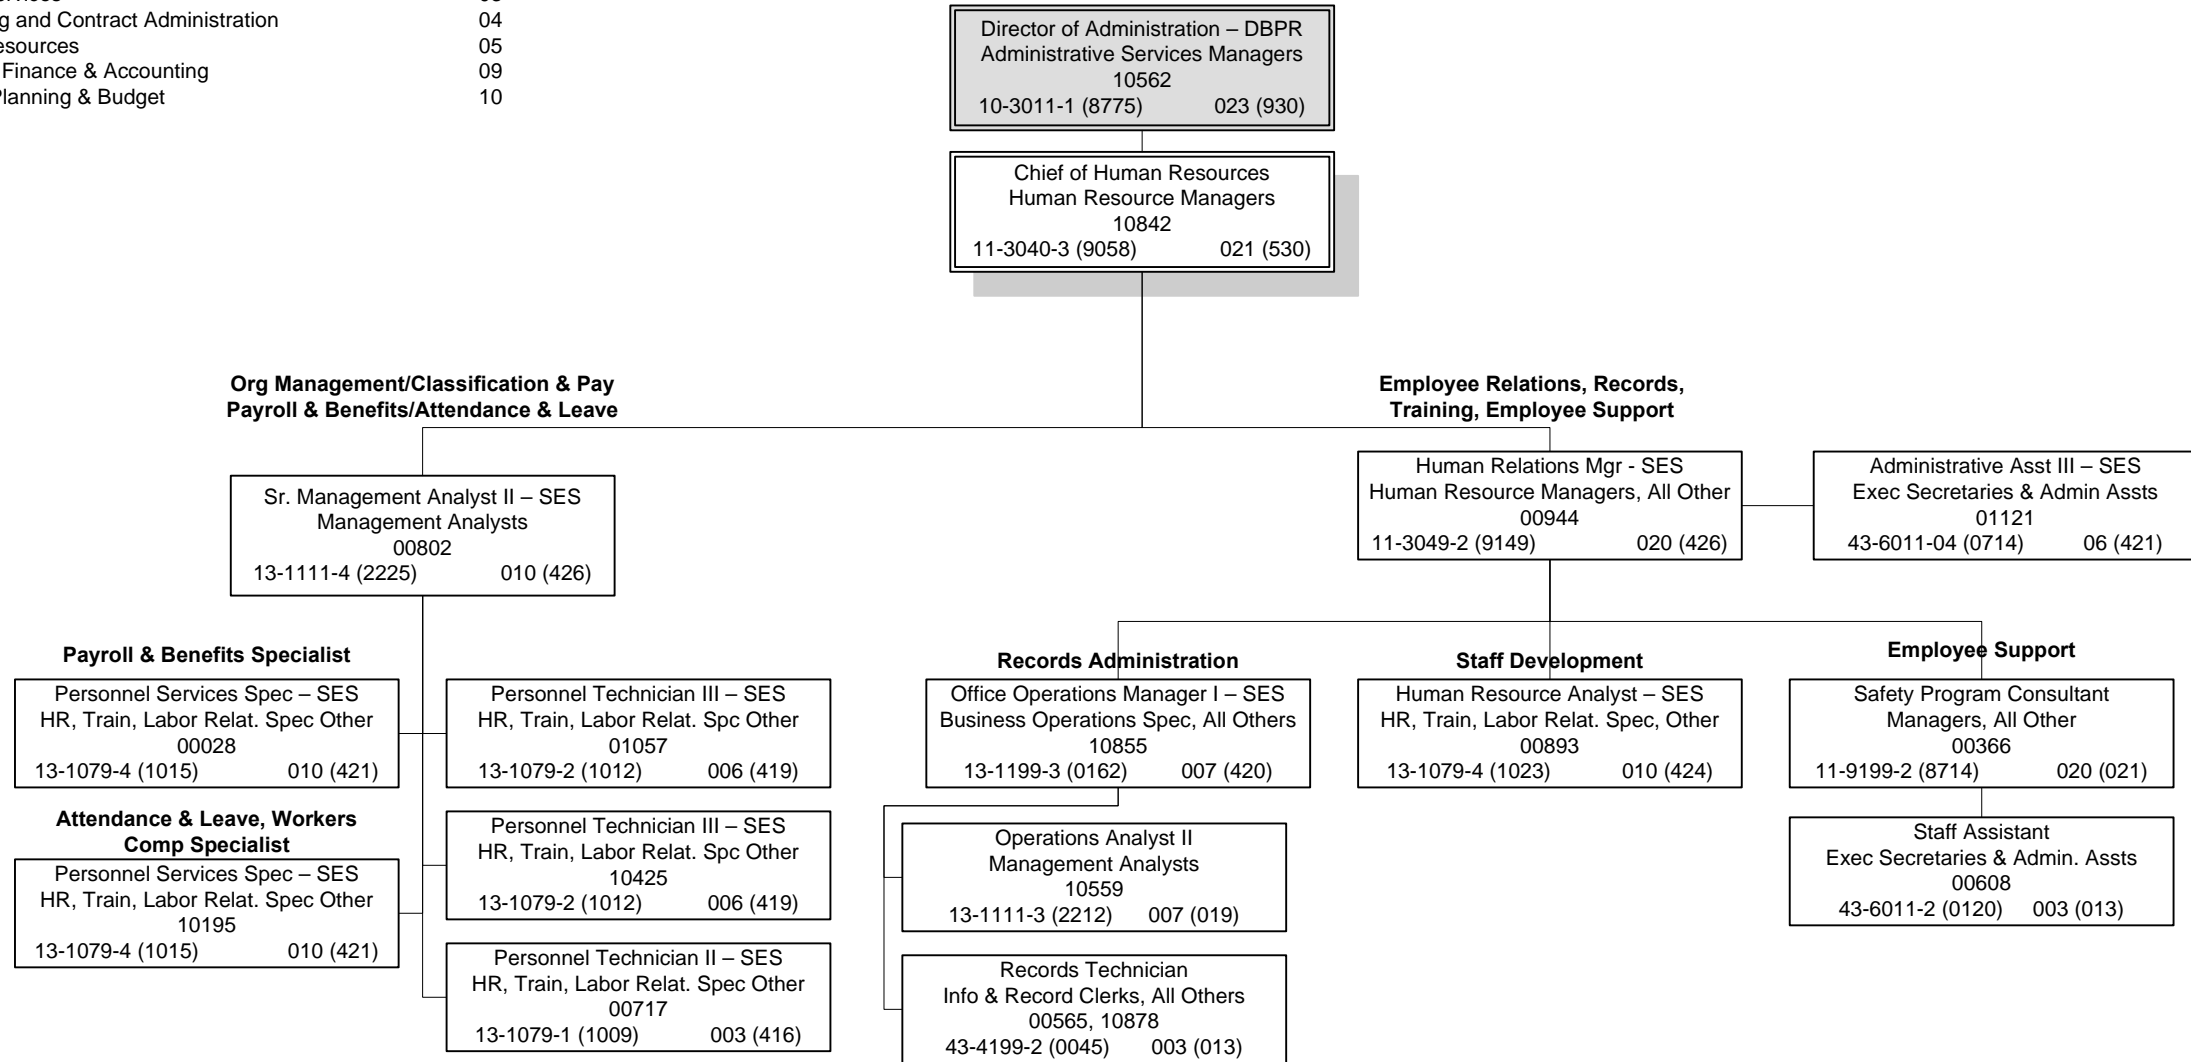 g and Contract Administration 04
esources 05
Finance & Accounting 09
Planning & Budget 10
Director of Administration – DBPR
Administrative Services Managers
10562
10-3011-1 (8775) 023 (930)
Chief of Human Resources
Human Resource Managers
10842
11-3040-3 (9058) 021 (530)
Org Management/Classification & Pay
Payroll & Benefits/Attendance & Leave
Employee Relations, Records,
Training, Employee Support
Sr. Management Analyst II – SES
Management Analysts
00802
13-1111-4 (2225) 010 (426)
Human Relations Mgr - SES
Human Resource Managers, All Other
00944
11-3049-2 (9149) 020 (426)
Administrative Asst III – SES
Exec Secretaries & Admin Assts
01121
43-6011-04 (0714) 06 (421)
Payroll & Benefits Specialist
Personnel Services Spec – SES
HR, Train, Labor Relat. Spec Other
00028
13-1079-4 (1015) 010 (421)
Attendance & Leave, Workers
Comp Specialist
Personnel Services Spec – SES
HR, Train, Labor Relat. Spec Other
10195
13-1079-4 (1015) 010 (421)
Personnel Technician III – SES
HR, Train, Labor Relat. Spc Other
01057
13-1079-2 (1012) 006 (419)
Personnel Technician III – SES
HR, Train, Labor Relat. Spc Other
10425
13-1079-2 (1012) 006 (419)
Personnel Technician II – SES
HR, Train, Labor Relat. Spec Other
00717
13-1079-1 (1009) 003 (416)
Records Administration
Office Operations Manager I – SES
Business Operations Spec, All Others
10855
13-1199-3 (0162) 007 (420)
Operations Analyst II
Management Analysts
10559
13-1111-3 (2212) 007 (019)
Records Technician
Info & Record Clerks, All Others
00565, 10878
43-4199-2 (0045) 003 (013)
Staff Development
Human Resource Analyst – SES
HR, Train, Labor Relat. Spec, Other
00893
13-1079-4 (1023) 010 (424)
Employee Support
Safety Program Consultant
Managers, All Other
00366
11-9199-2 (8714) 020 (021)
Staff Assistant
Exec Secretaries & Admin. Assts
00608
43-6011-2 (0120) 003 (013)